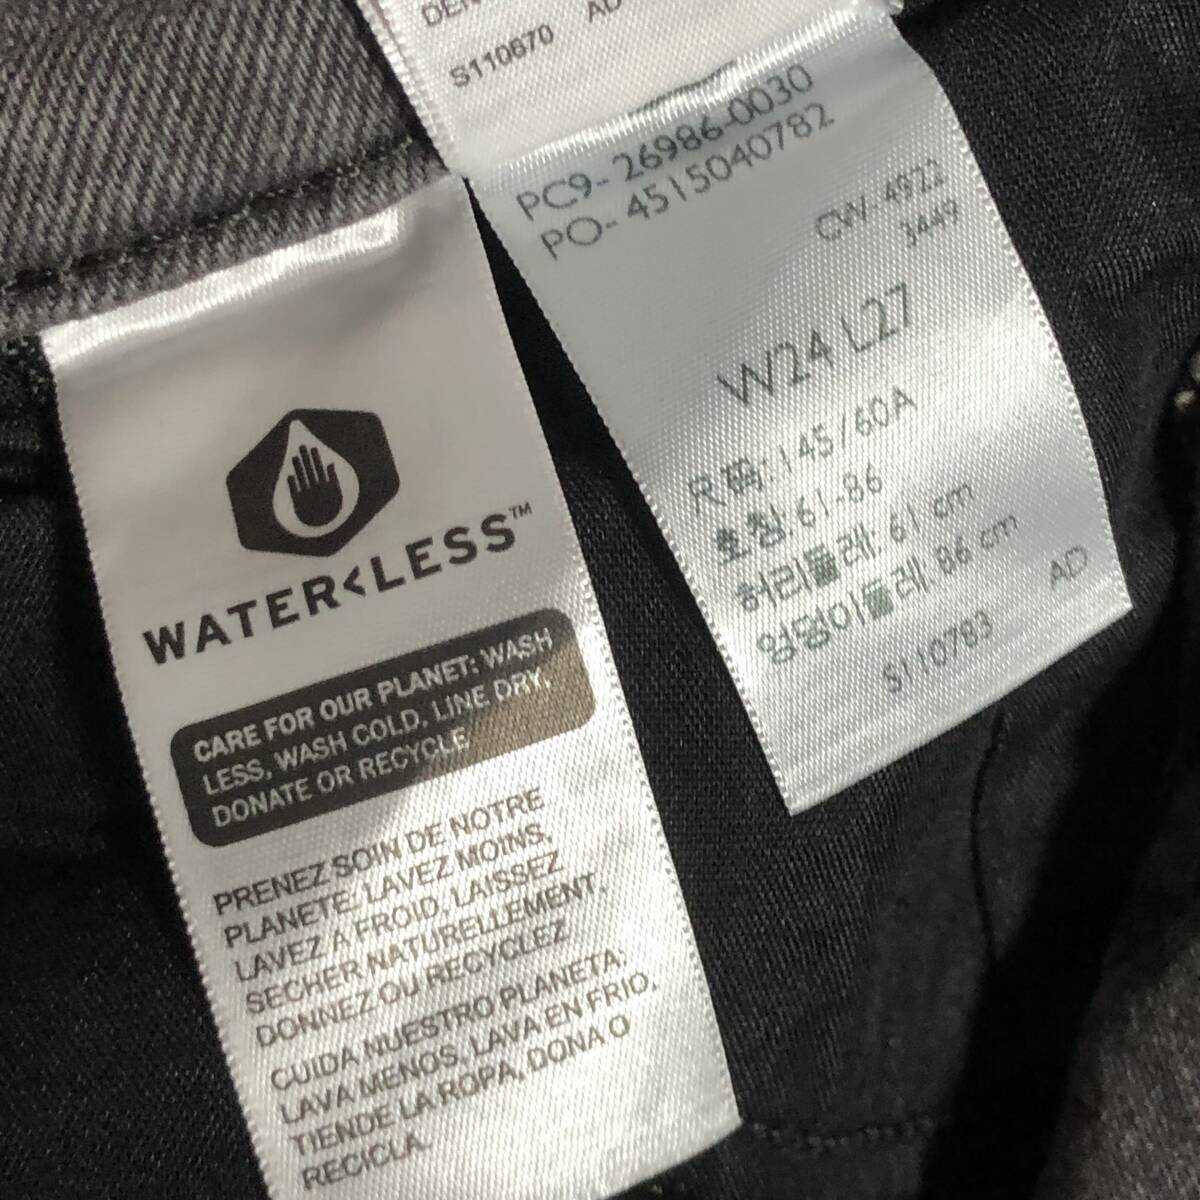 S110670 AD
PC9-26986-0030
PO-4515040782
CW-4922
3449
W24 L27
尺碼:145/60A
호칭:61-86
허리둘레:61 cm
엉덩이둘레:86 cm
S110783 AD
WATER<LESS™
CARE FOR OUR PLANET: WASH
LESS, WASH COLD, LINE DRY,
DONATE OR RECYCLE
PRENEZ SOIN DE NOTRE
PLANETE: LAVEZ MOINS,
LAVEZ A FROID, LAISSEZ
SECHER NATURELLEMENT,
DONNEZ OU RECYCLEZ
CUIDA NUESTRO PLANETA:
LAVA MENOS, LAVA EN FRIO,
TIENDE LA ROPA, DONA O
RECICLA.